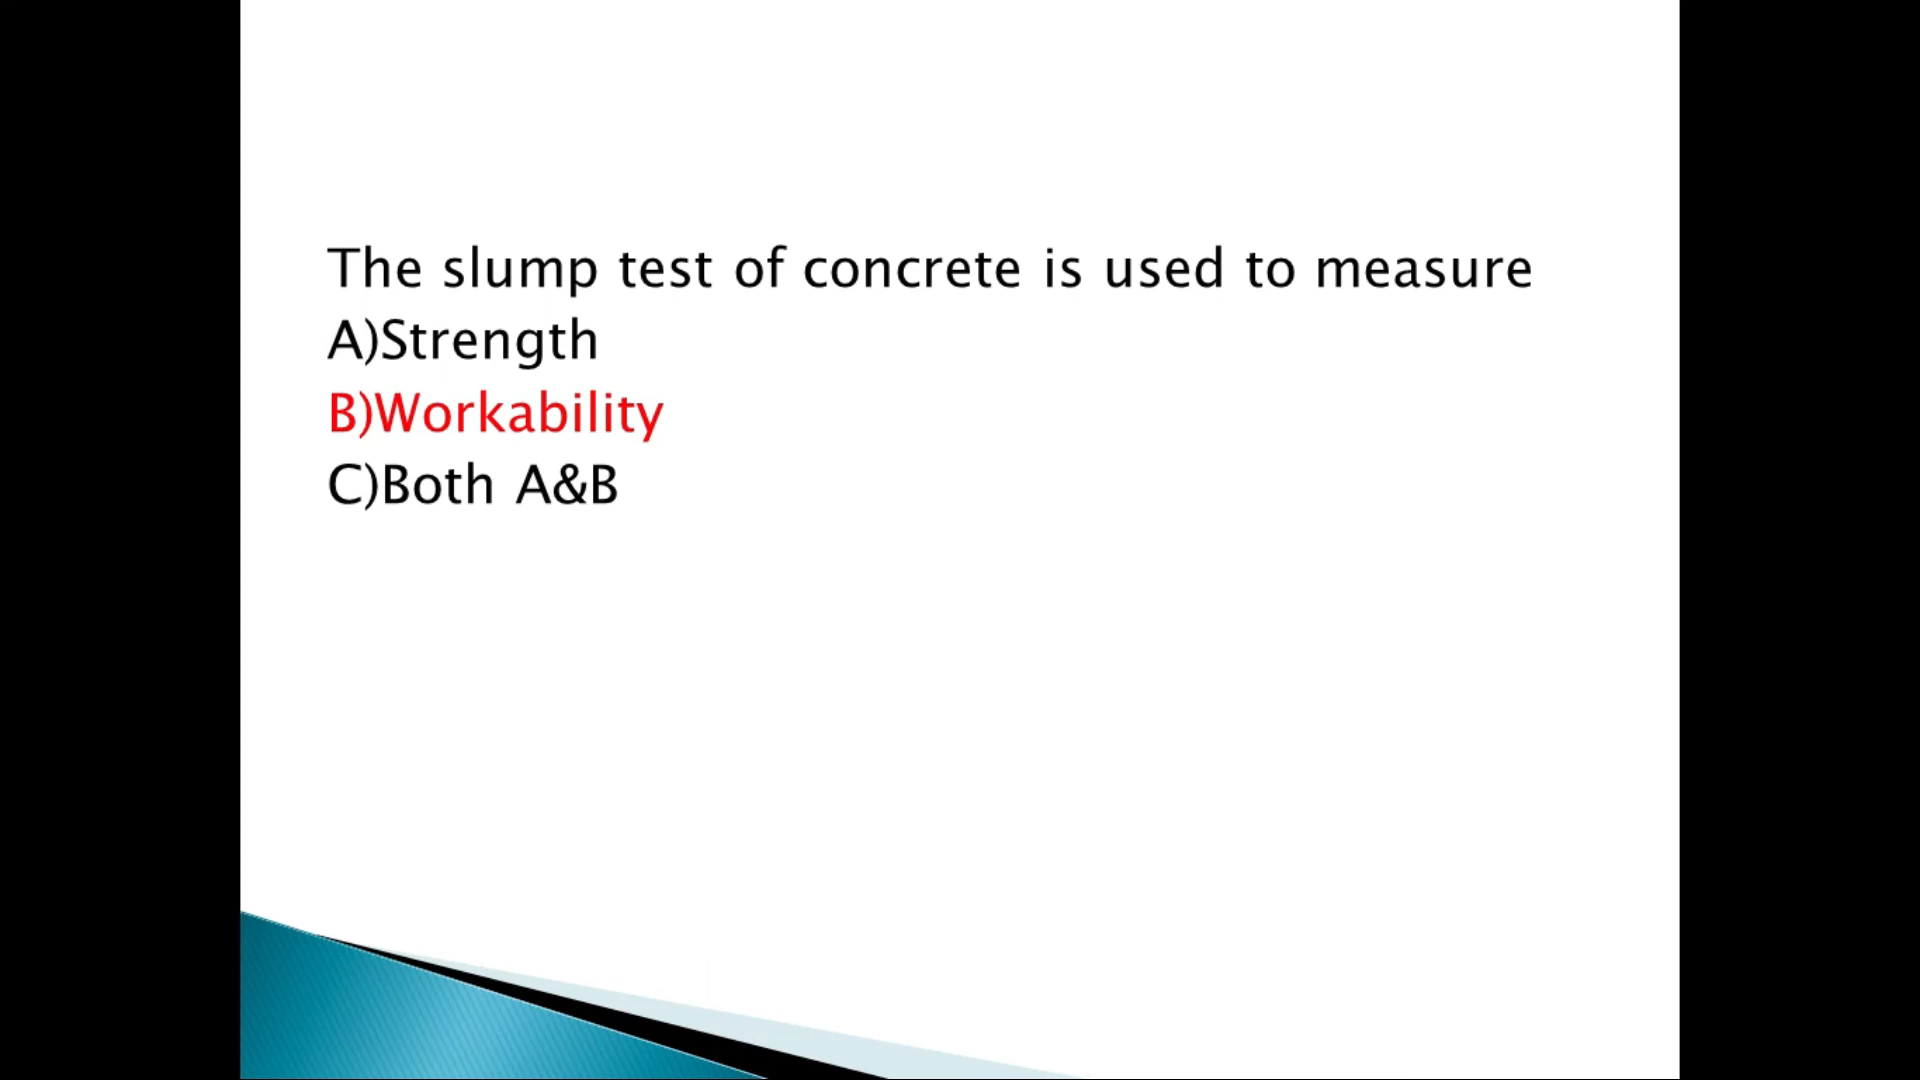 The slump test of concrete is used to measure
A)Strength
B)Workability
C)Both A&B